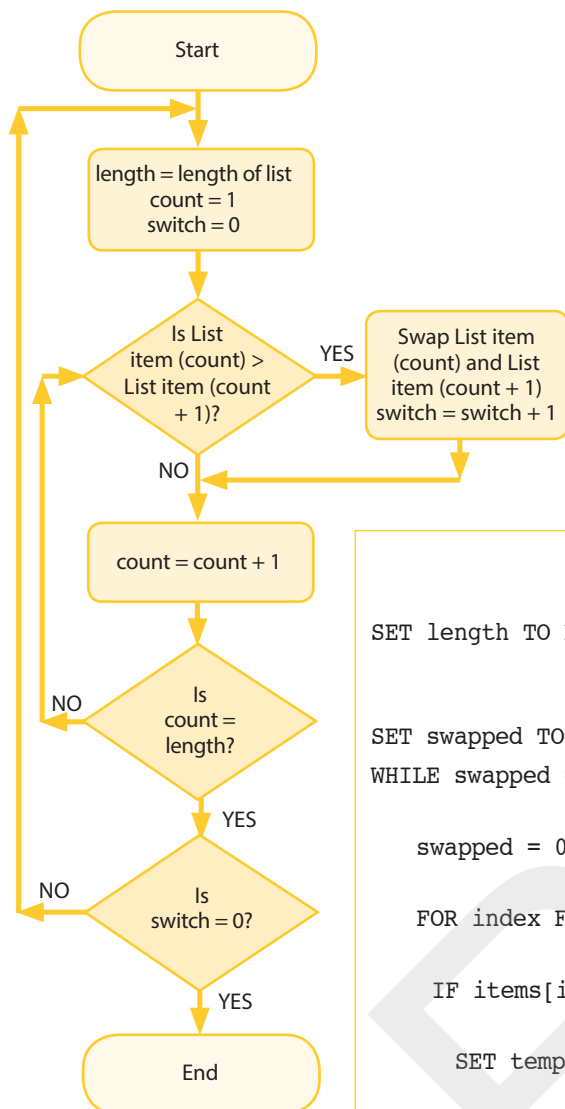 Start
length = length of list
count = 1
switch = 0
Is List
item (count) >
List item (count
+ 1)?
YES
Swap List item
(count) and List
item (count + 1)
switch = switch + 1
NO
count = count + 1
Is
count =
length?
NO
YES
Is
switch = 0?
NO
YES
End
SET length TO
SET swapped TO
WHILE swapped
swapped = 0
FOR index F
IF items[i
SET temp